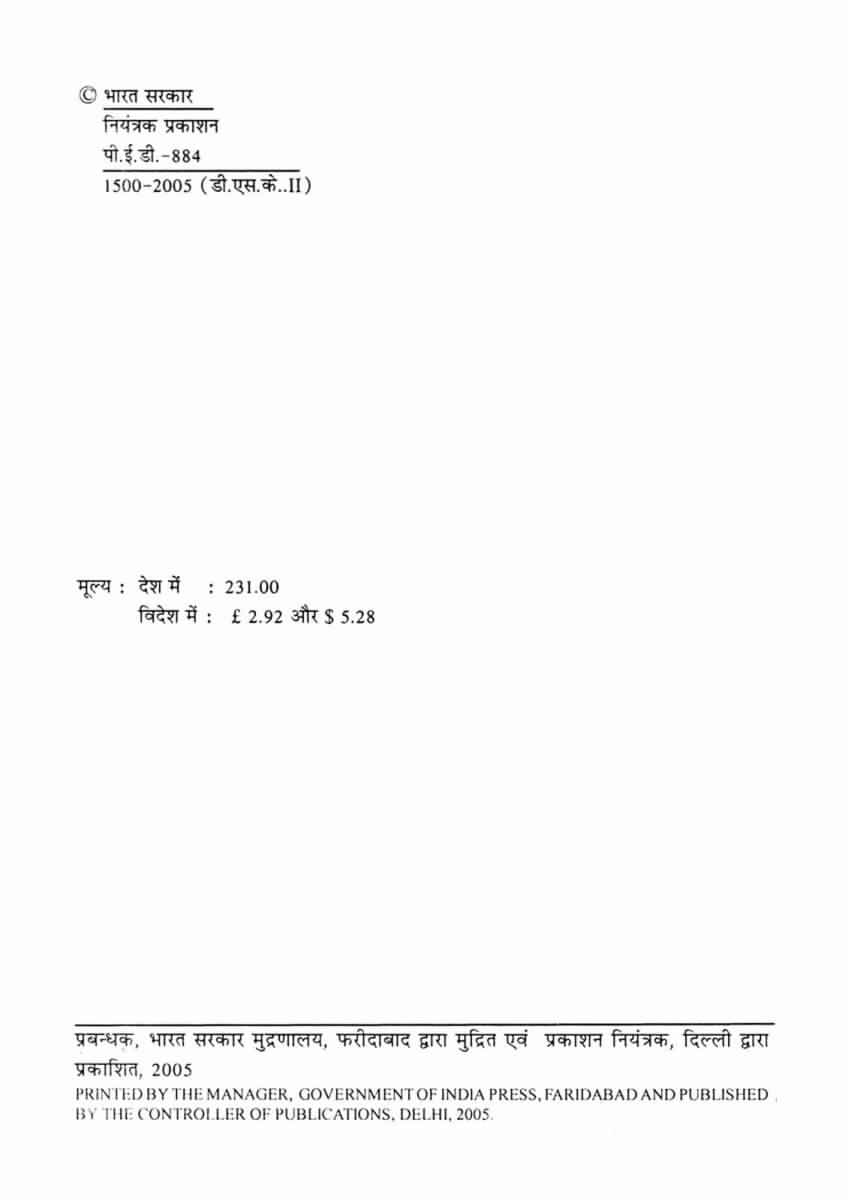 © भारत सरकार
नियंत्रक प्रकाशन
पी.ई.डी.-884
1500-2005 (डी.एस.के..II)
मूल्य : देश में : 231.00
विदेश में : £ 2.92 और $ 5.28
प्रबन्धक, भारत सरकार मुद्रणालय, फरीदाबाद द्वारा मुद्रित एवं प्रकाशन नियंत्रक, दिल्ली द्वारा
प्रकाशित, 2005
PRINTED BY THE MANAGER, GOVERNMENT OF INDIA PRESS, FARIDABAD AND PUBLISHED
BY THE CONTROLLER OF PUBLICATIONS, DELHI, 2005.